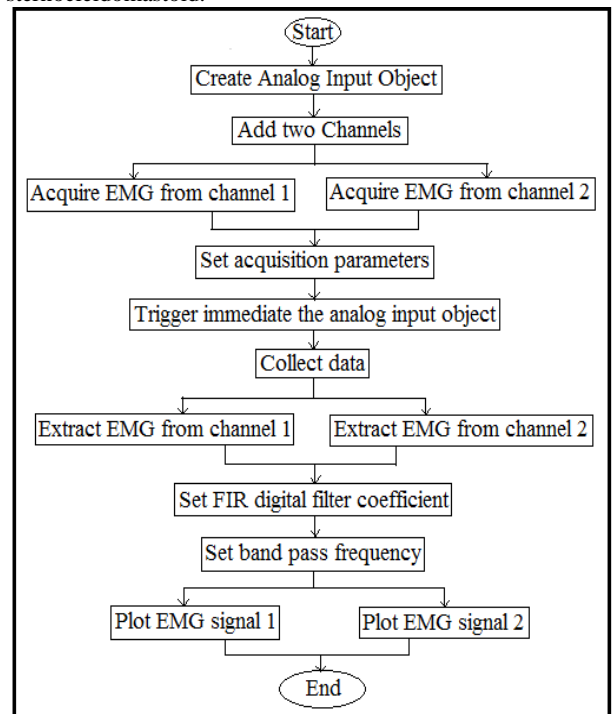 Start
Create Analog Input Object
Add two Channels
Acquire EMG from channel 1
Acquire EMG from channel 2
Set acquisition parameters
Trigger immediate the analog input object
Collect data
Extract EMG from channel 1
Extract EMG from channel 2
Set FIR digital filter coefficient
Set band pass frequency
Plot EMG signal 1
Plot EMG signal 2
End